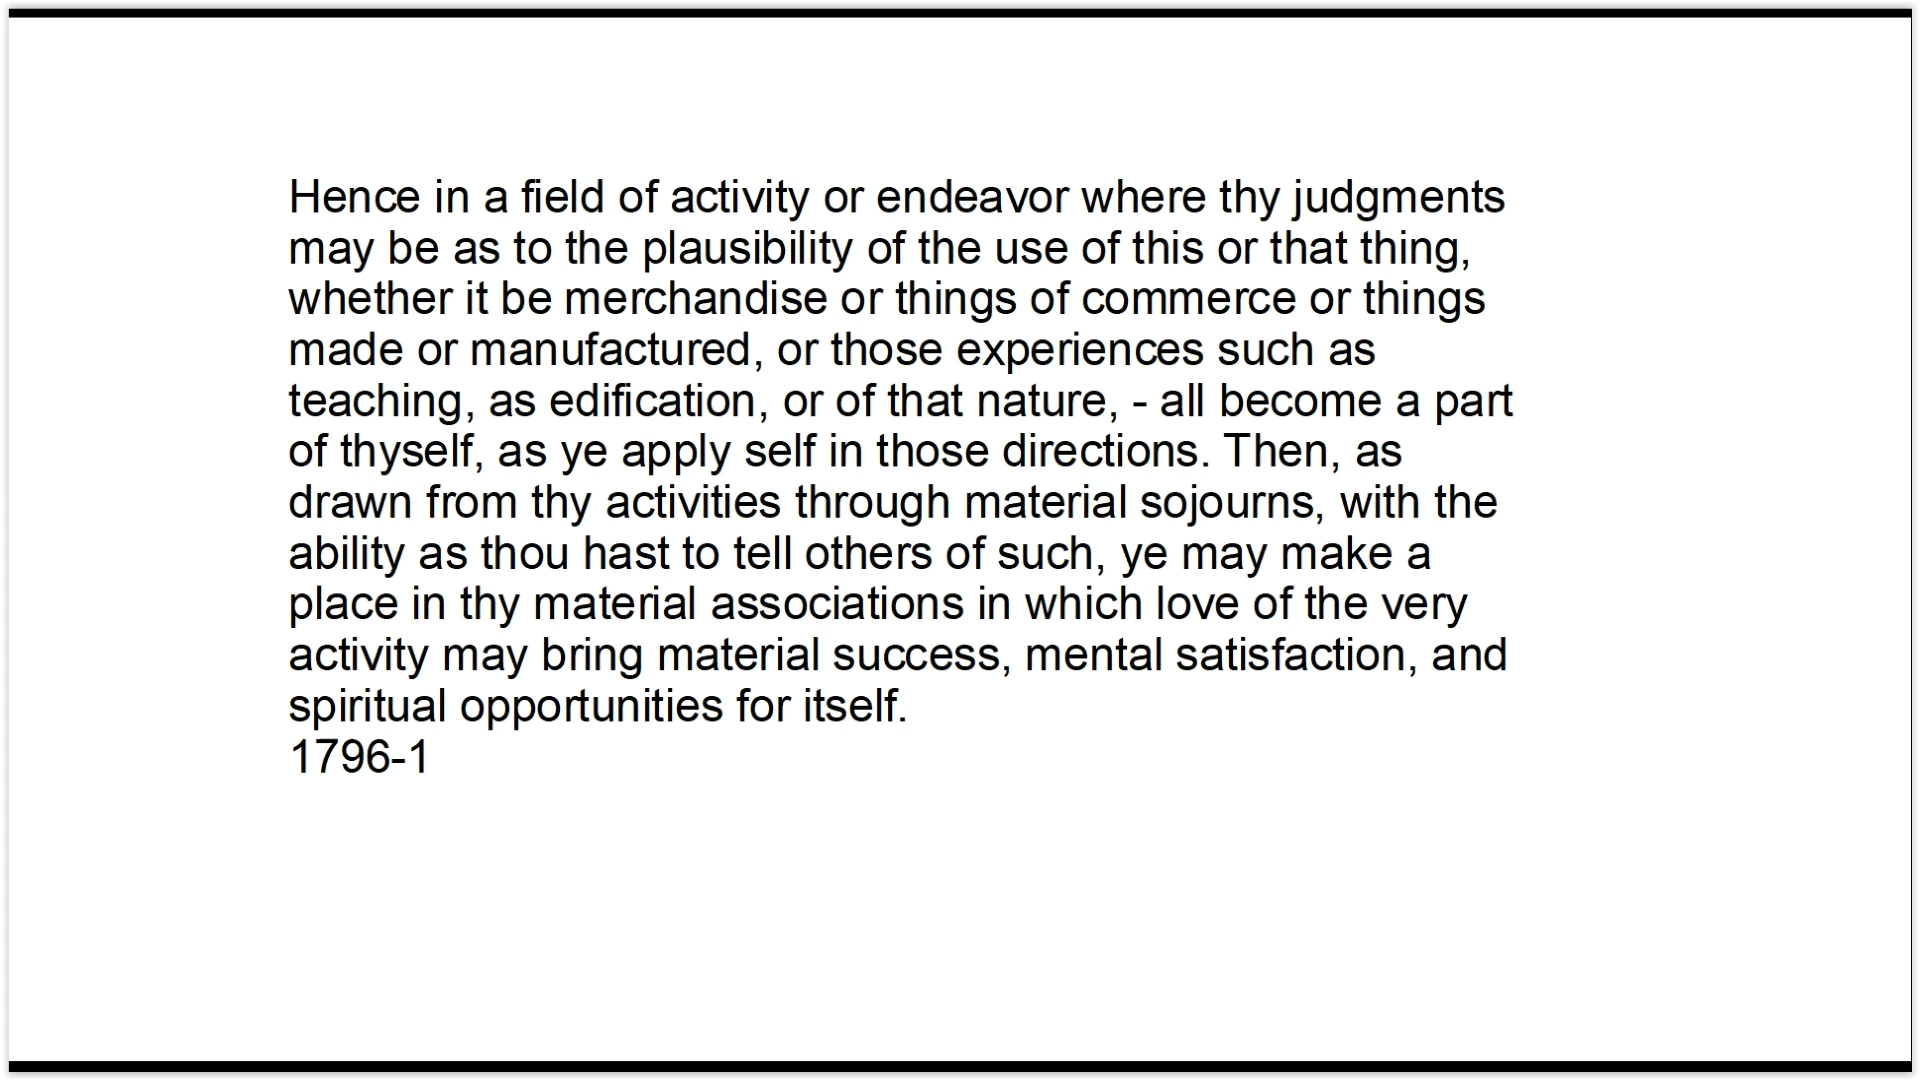 Hence in a field of activity or endeavor where thy judgments
may be as to the plausibility of the use of this or that thing,
whether it be merchandise or things of commerce or things
made or manufactured, or those experiences such as
teaching, as edification, or of that nature, - all become a part
of thyself, as ye apply self in those directions. Then, as
drawn from thy activities through material sojourns, with the
ability as thou hast to tell others of such, ye may make a
place in thy material associations in which love of the very
activity may bring material success, mental satisfaction, and
spiritual opportunities for itself.
1796-1